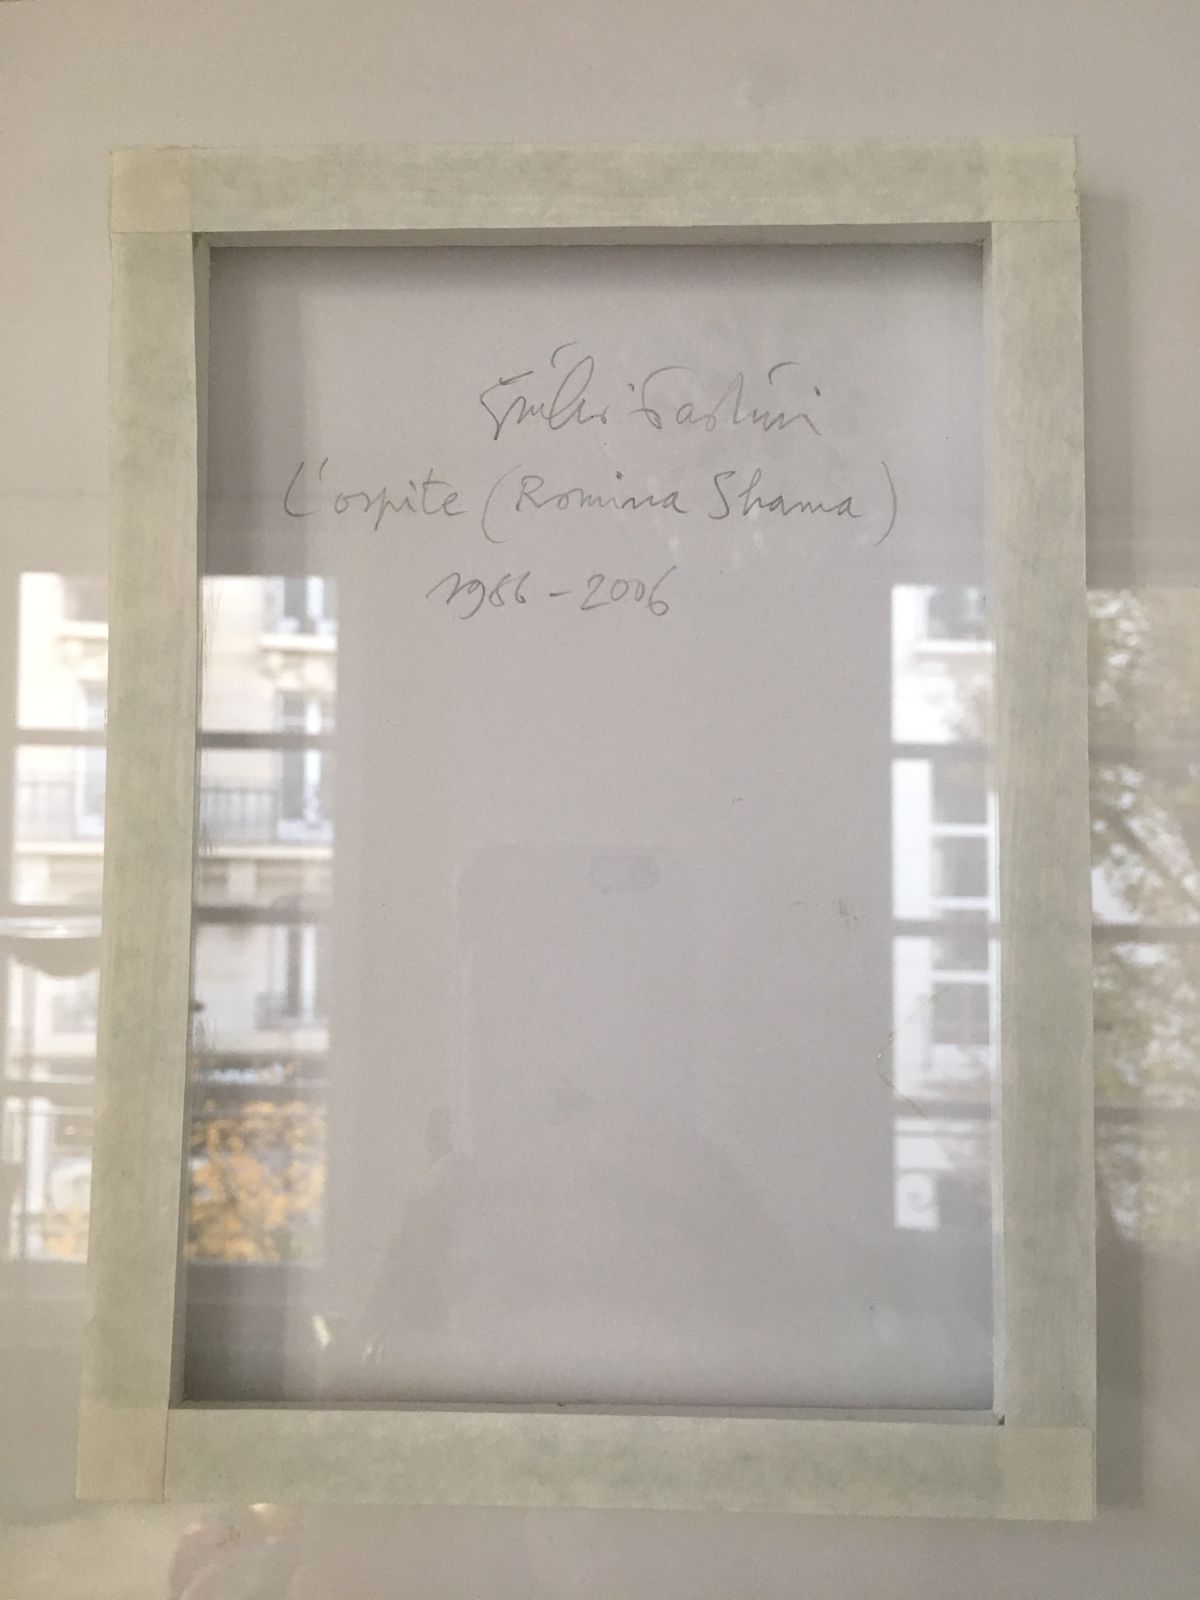 Giulio Paolini
L'ospite (Romina Shama)
1986-2006